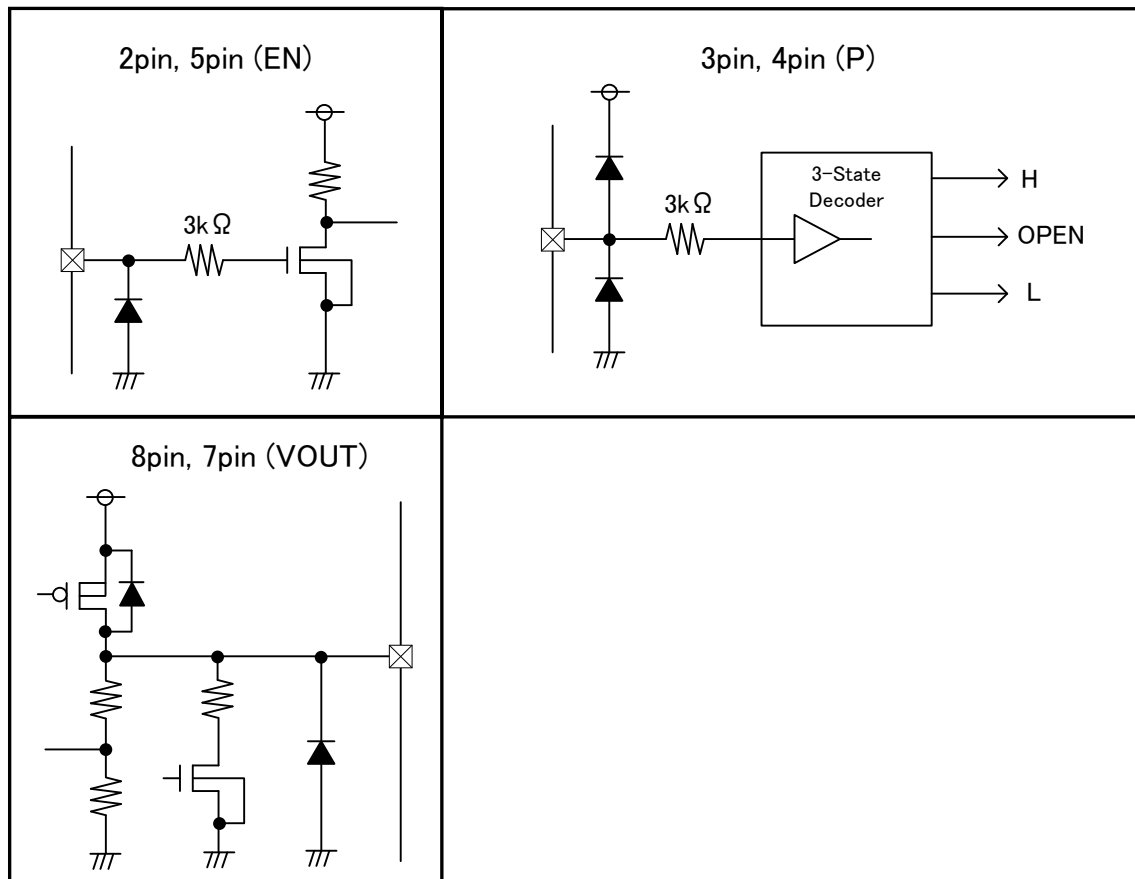 2pin, 5pin (EN)
3kΩ
3pin, 4pin (P)
3kΩ
3-State
Decoder
H
OPEN
L
8pin, 7pin (VOUT)